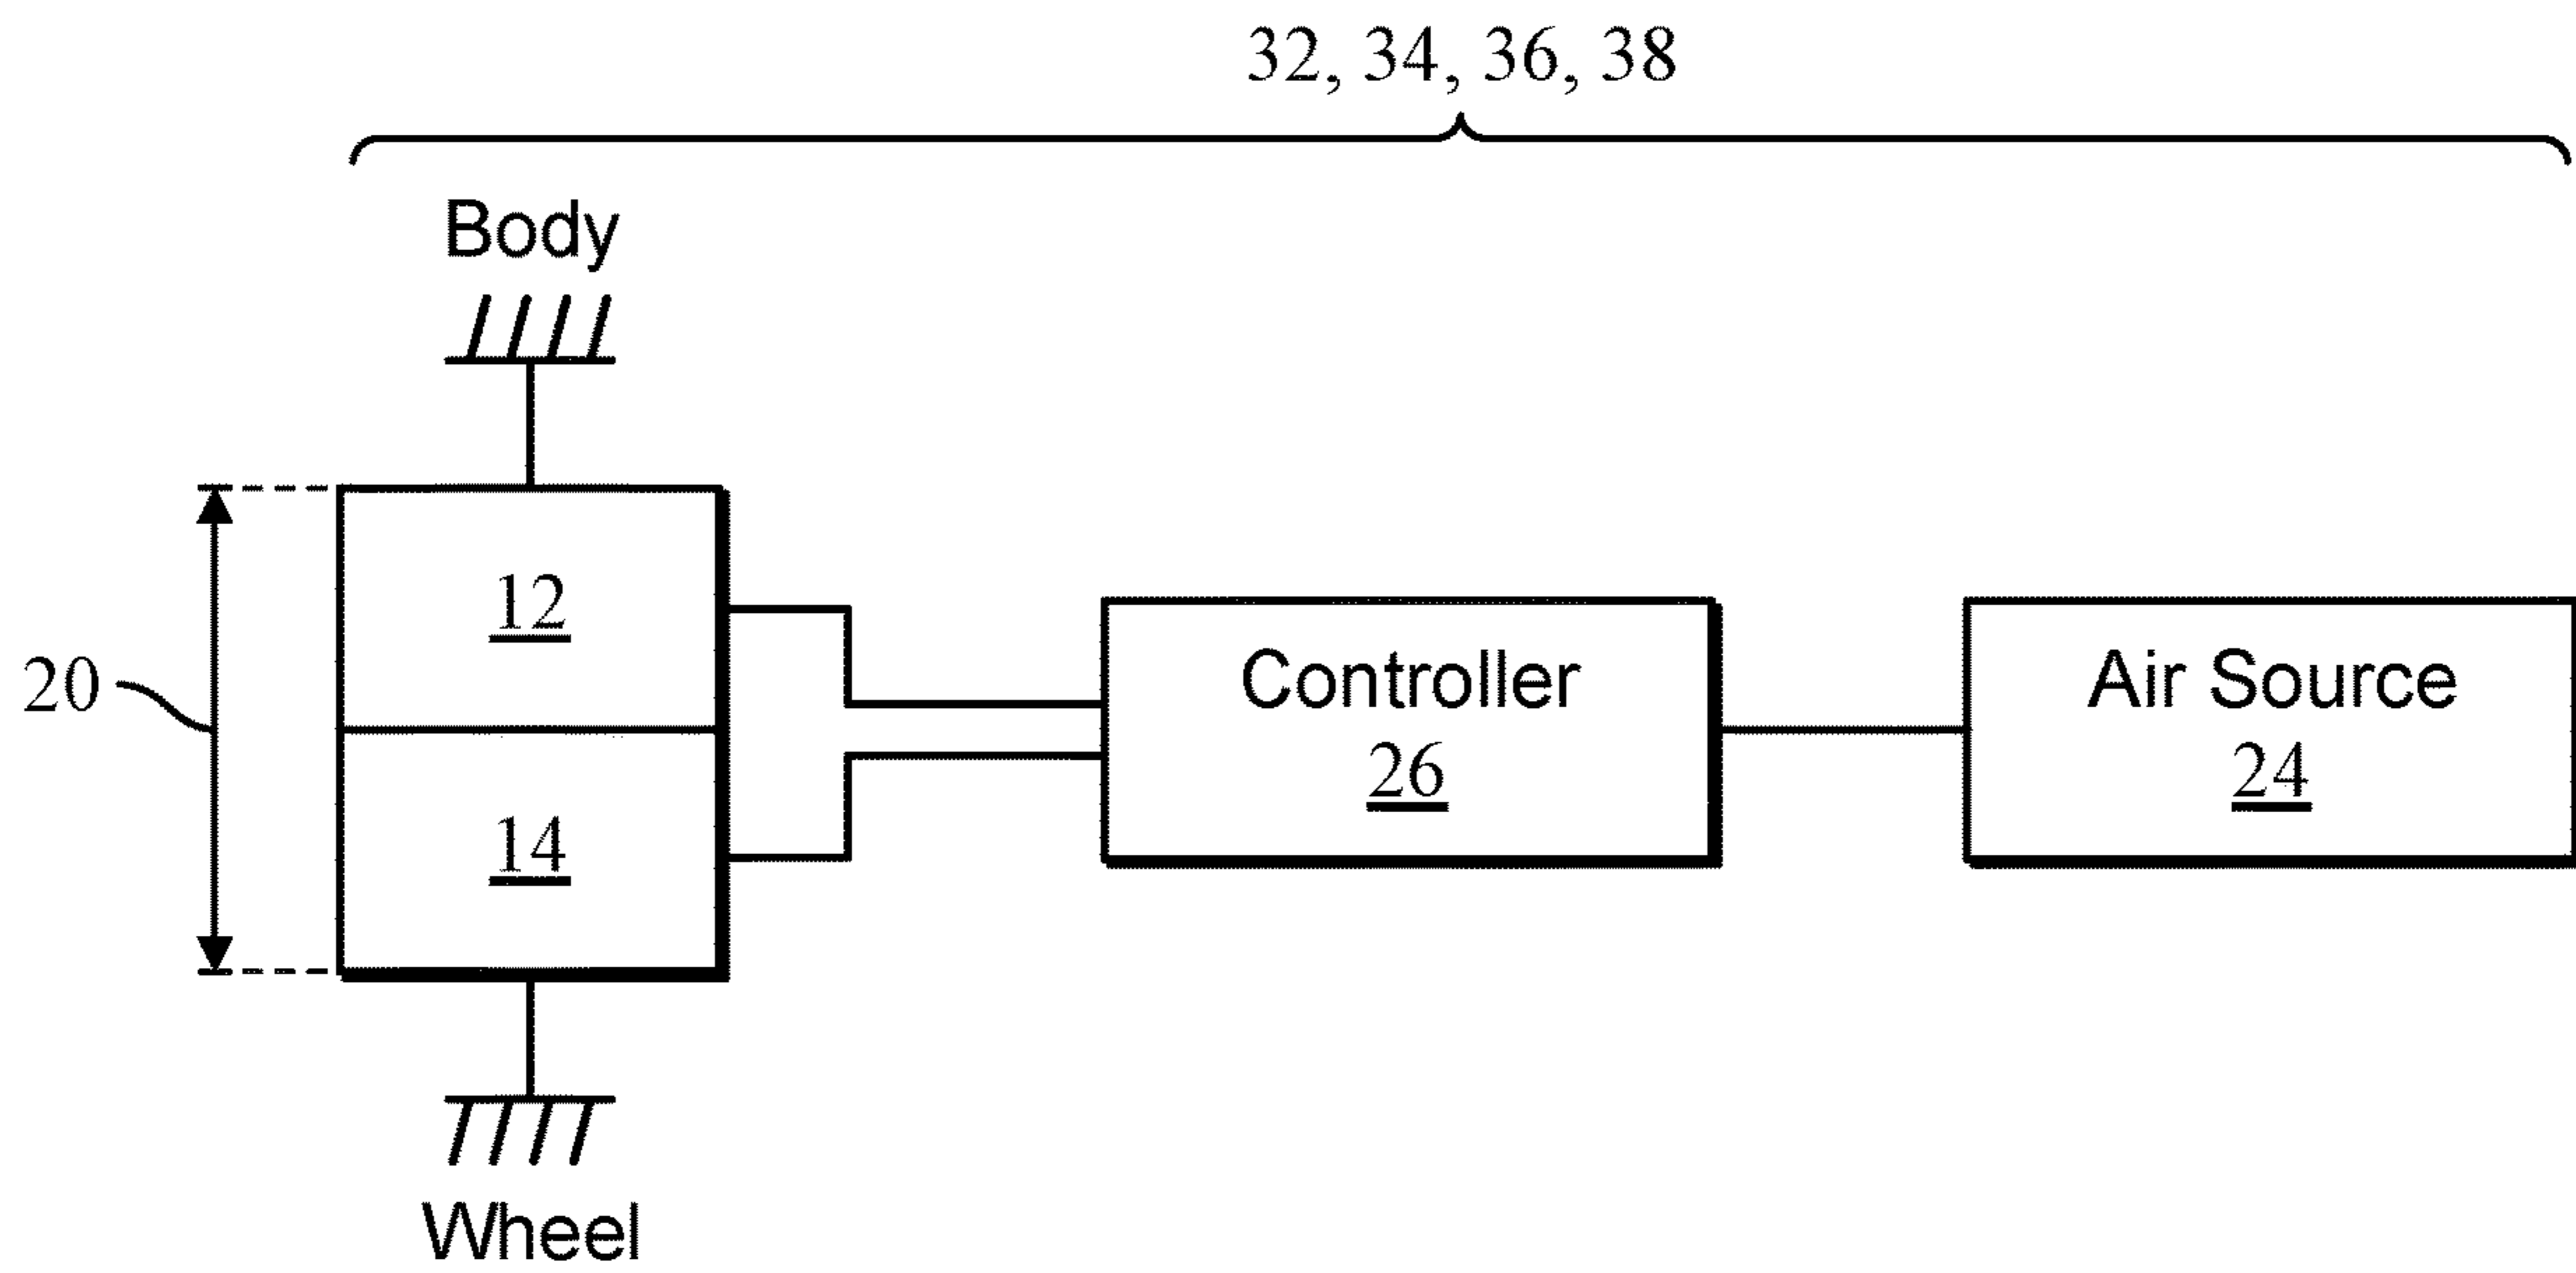 32, 34, 36, 38
Body
12
20
14
Controller
26
Air Source
24
Wheel